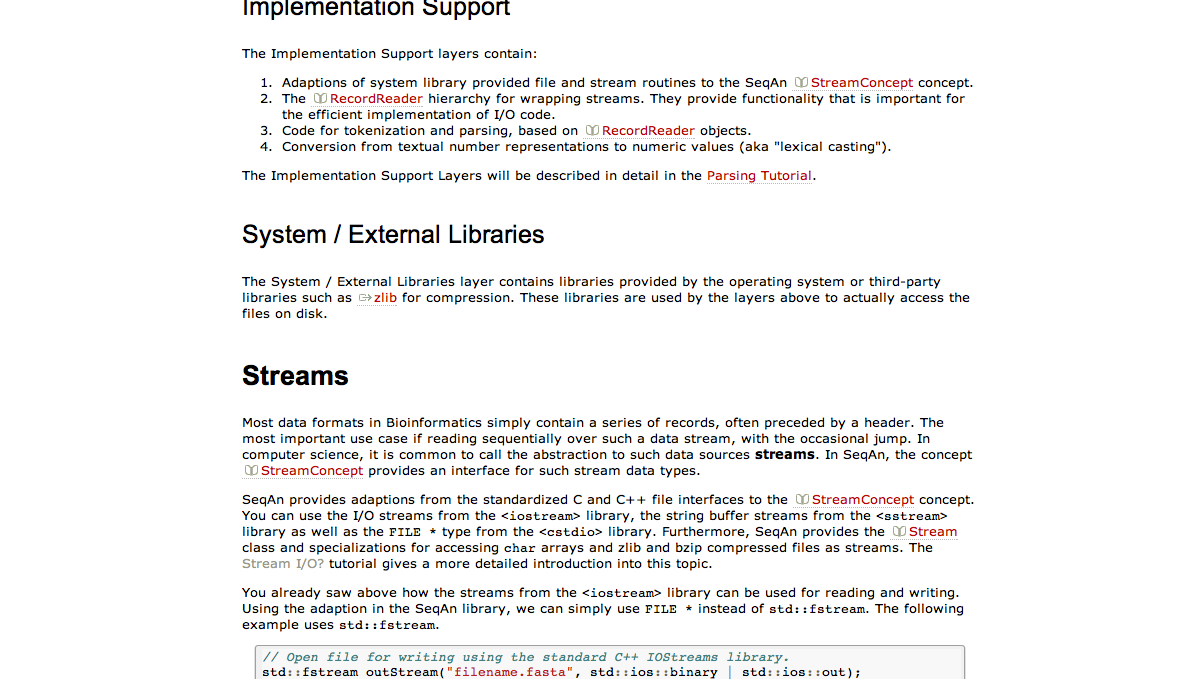 Implementation Support
The Implementation Support layers contain:
1. Adaptions of system library provided file and stream routines to the SeqAn StreamConcept concept.
2. The RecordReader hierarchy for wrapping streams. They provide functionality that is important for
the efficient implementation of I/O code.
3. Code for tokenization and parsing, based on RecordReader objects.
4. Conversion from textual number representations to numeric values (aka "lexical casting").
The Implementation Support Layers will be described in detail in the Parsing Tutorial.
System / External Libraries
The System / External Libraries layer contains libraries provided by the operating system or third-party
libraries such as zlib for compression. These libraries are used by the layers above to actually access the
files on disk.
Streams
Most data formats in Bioinformatics simply contain a series of records, often preceded by a header. The
most important use case if reading sequentially over such a data stream, with the occasional jump. In
computer science, it is common to call the abstraction to such data sources streams. In SeqAn, the concept
StreamConcept provides an interface for such stream data types.
SeqAn provides adaptions from the standardized C and C++ file interfaces to the StreamConcept concept.
You can use the I/O streams from the <iostream> library, the string buffer streams from the <sstream>
library as well as the FILE * type from the <cstdio> library. Furthermore, SeqAn provides the Stream
class and specializations for accessing char arrays and zlib and bzip compressed files as streams. The
Stream I/O? tutorial gives a more detailed introduction into this topic.
You already saw above how the streams from the <iostream> library can be used for reading and writing.
Using the adaption in the SeqAn library, we can simply use FILE * instead of std::fstream. The following
example uses std::fstream.
// Open file for writing using the standard C++ IOStreams library.
std::fstream outStream("filename.fasta", std::ios::binary | std::ios::out);